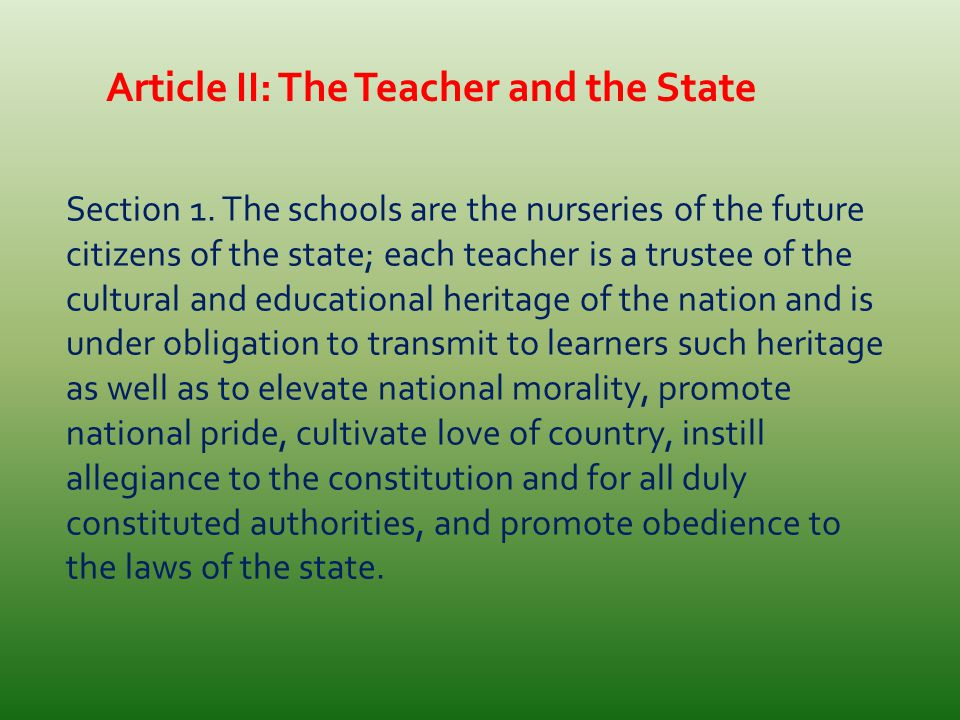 Article II: The Teacher and the State
Section 1. The schools are the nurseries of the future
citizens of the state; each teacher is a trustee of the
cultural and educational heritage of the nation and is
under obligation to transmit to learners such heritage
as well as to elevate national morality, promote
national pride, cultivate love of country, instill
allegiance to the constitution and for all duly
constituted authorities, and promote obedience to
the laws of the state.